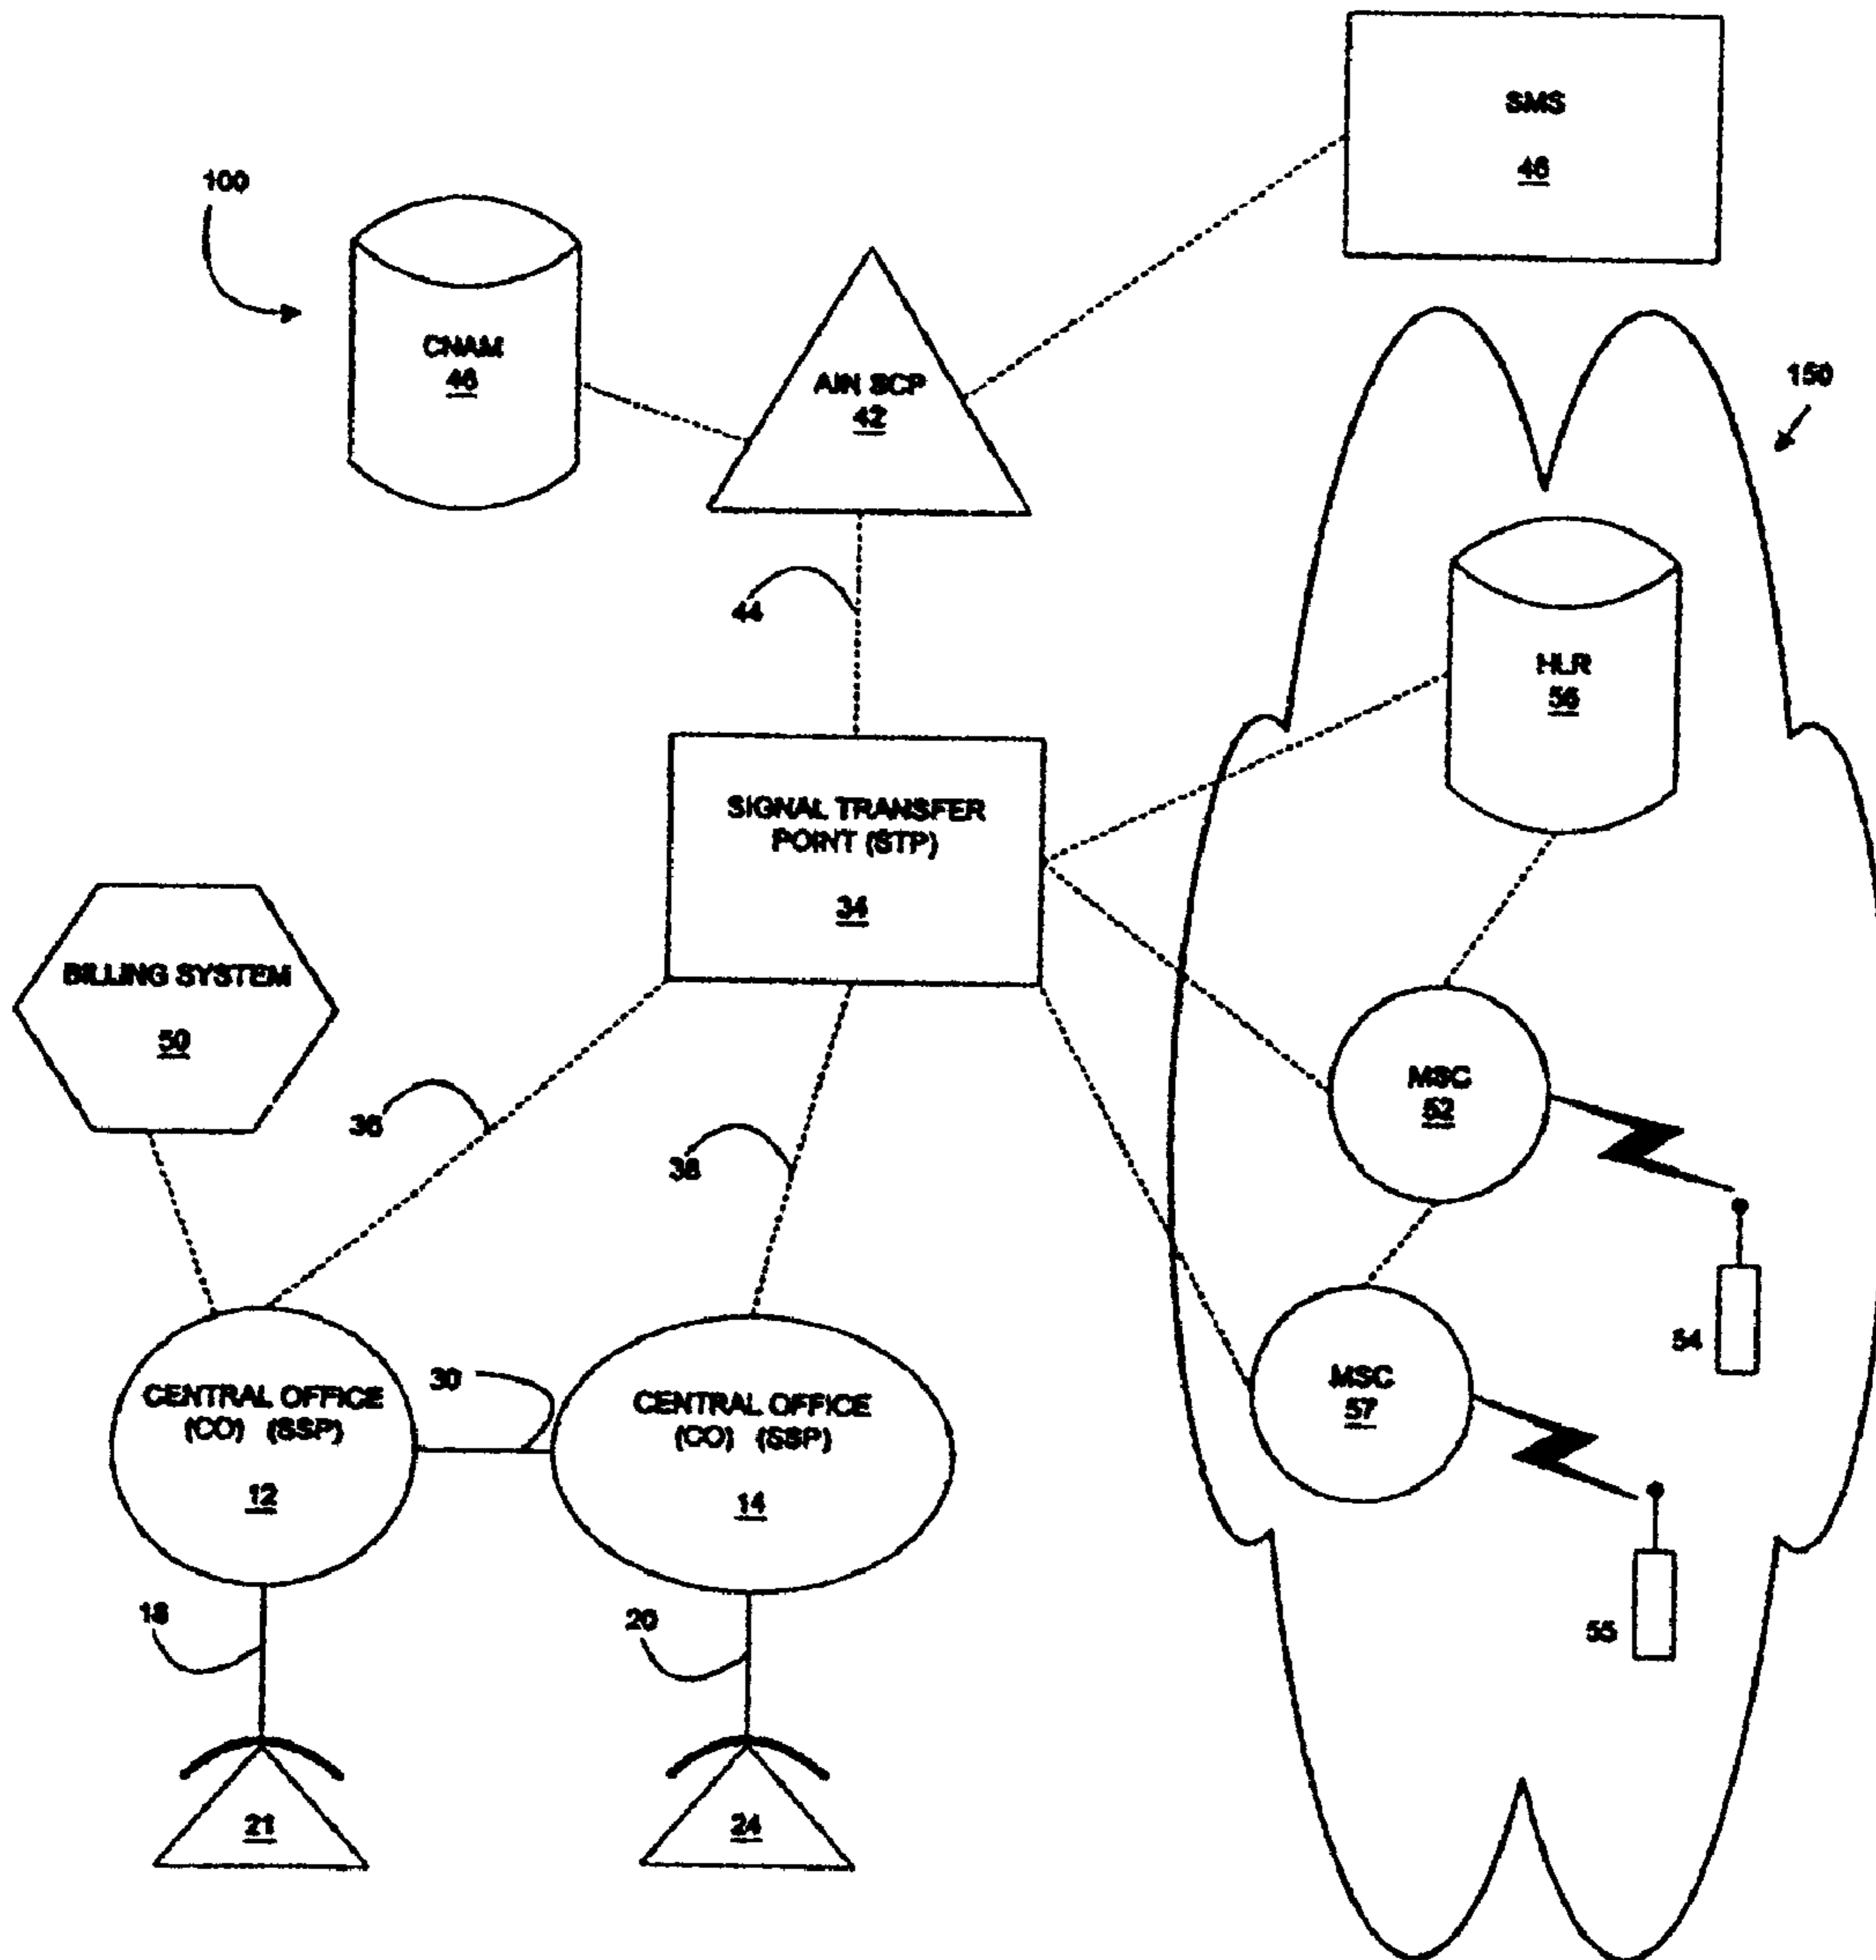 SMS
46
100
CNAM
48
AIN SCP
42
150
44
HLR
56
SIGNAL TRANSFER
POINT (STP)
34
BILLING SYSTEM
50
36
38
MSC
52
54
CENTRAL OFFICE
(CO) (SSP)
12
30
CENTRAL OFFICE
(CO) (SSP)
14
MSC
57
55
18
20
21
24